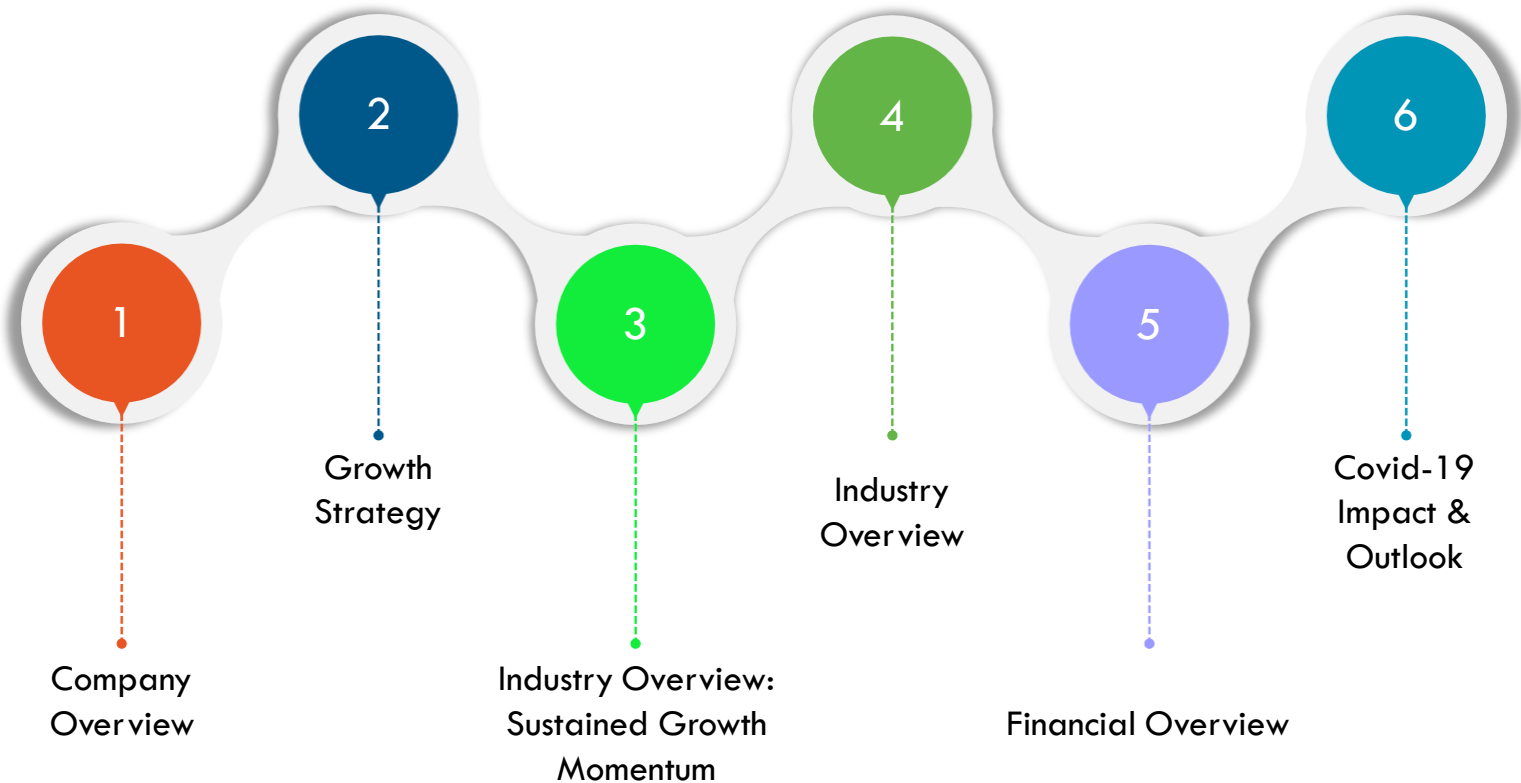 1
Company
Overview
2
Growth
Strategy
3
Industry Overview:
Sustained Growth
Momentum
4
Industry
Overview
5
Financial Overview
6
Covid-19
Impact &
Outlook